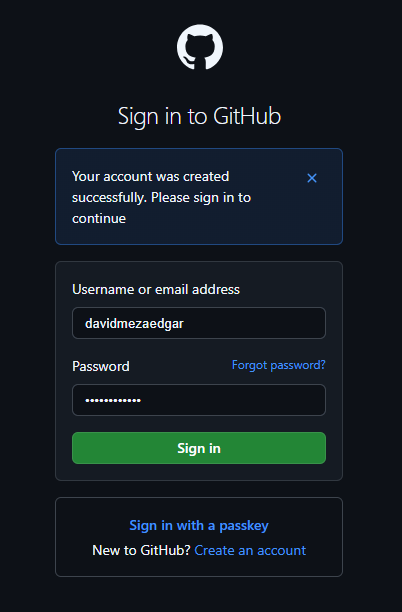 Sign in to GitHub
Your account was created
successfully. Please sign in to
continue
Username or email address
davidmezaedgar
Password
Forgot password?
••••••••••••
Sign in
Sign in with a passkey
New to GitHub? Create an account